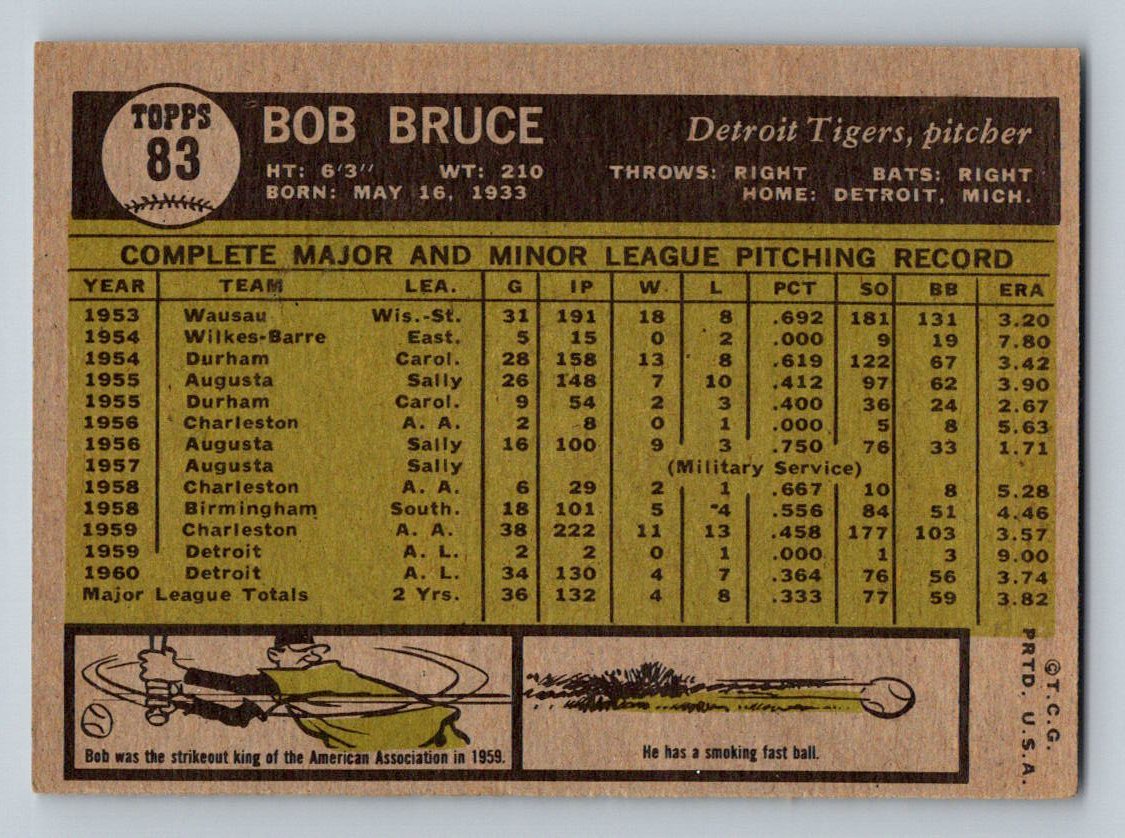 TOPPS
83
BOB BRUCE
Detroit Tigers, pitcher
HT: 6'3" WT: 210 THROWS: RIGHT BATS: RIGHT
BORN: MAY 16, 1933 HOME: DETROIT, MICH.
COMPLETE MAJOR AND MINOR LEAGUE PITCHING RECORD
YEAR TEAM LEA. G IP W L PCT SO BB ERA
1953 Wausau Wis.-St. 31 191 18 8 .692 181 131 3.20
1954 Wilkes-Barre East. 5 15 0 2 .000 9 19 7.80
1954 Durham Carol. 28 158 13 8 .619 122 67 3.42
1955 Augusta Sally 26 148 7 10 .412 97 62 3.90
1955 Durham Carol. 9 54 2 3 .400 36 24 2.67
1956 Charleston A. A. 2 8 0 1 .000 5 8 5.63
1956 Augusta Sally 16 100 9 3 .750 76 33 1.71
1957 Augusta Sally (Military Service)
1958 Charleston A. A. 6 29 2 1 .667 10 8 5.28
1958 Birmingham South. 18 101 5 4 .556 84 51 4.46
1959 Charleston A. A. 38 222 11 13 .458 177 103 3.57
1959 Detroit A. L. 2 2 0 1 .000 1 3 9.00
1960 Detroit A. L. 34 130 4 7 .364 76 56 3.74
Major League Totals 2 Yrs. 36 132 4 8 .333 77 59 3.82
Bob was the strikeout king of the American Association in 1959.
He has a smoking fast ball.
©T.C.G.
PRTD. U.S.A.